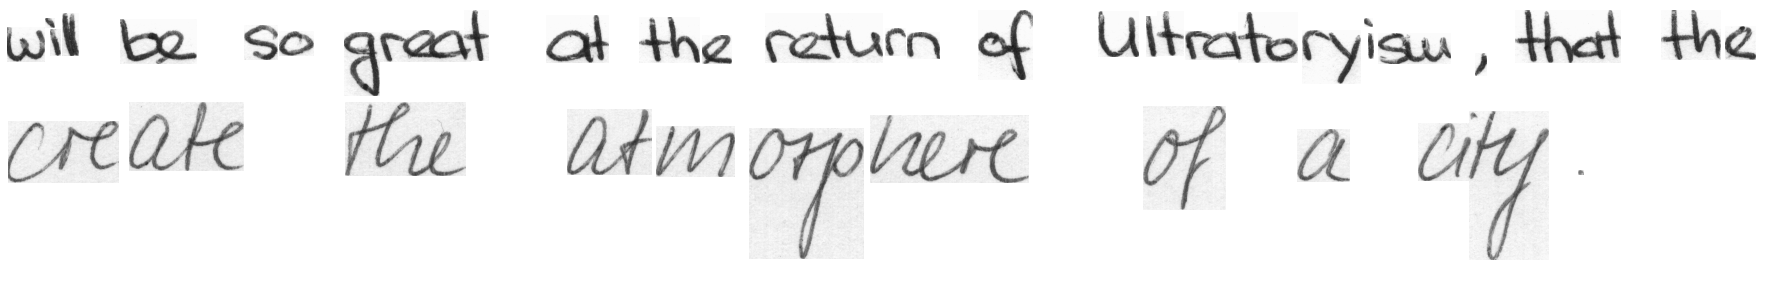 will be so great at the return of Ultratoryism, that the
create the atmosphere of a city.